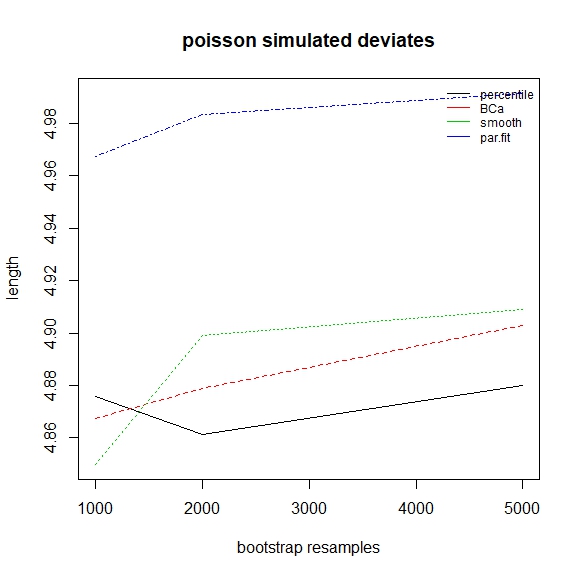 poisson simulated deviates
percentile
BCa
smooth
par.fit
length
4.98
4.96
4.94
4.92
4.90
4.88
4.86
1000 2000 3000 4000 5000
bootstrap resamples